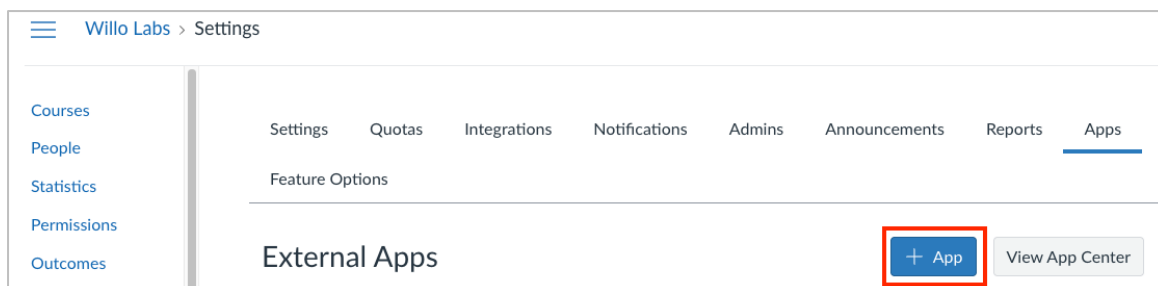 Willo Labs > Settings
Courses
People
Statistics
Permissions
Outcomes
Settings Quotas Integrations Notifications Admins Announcements Reports Apps
Feature Options
External Apps
+ App View App Center